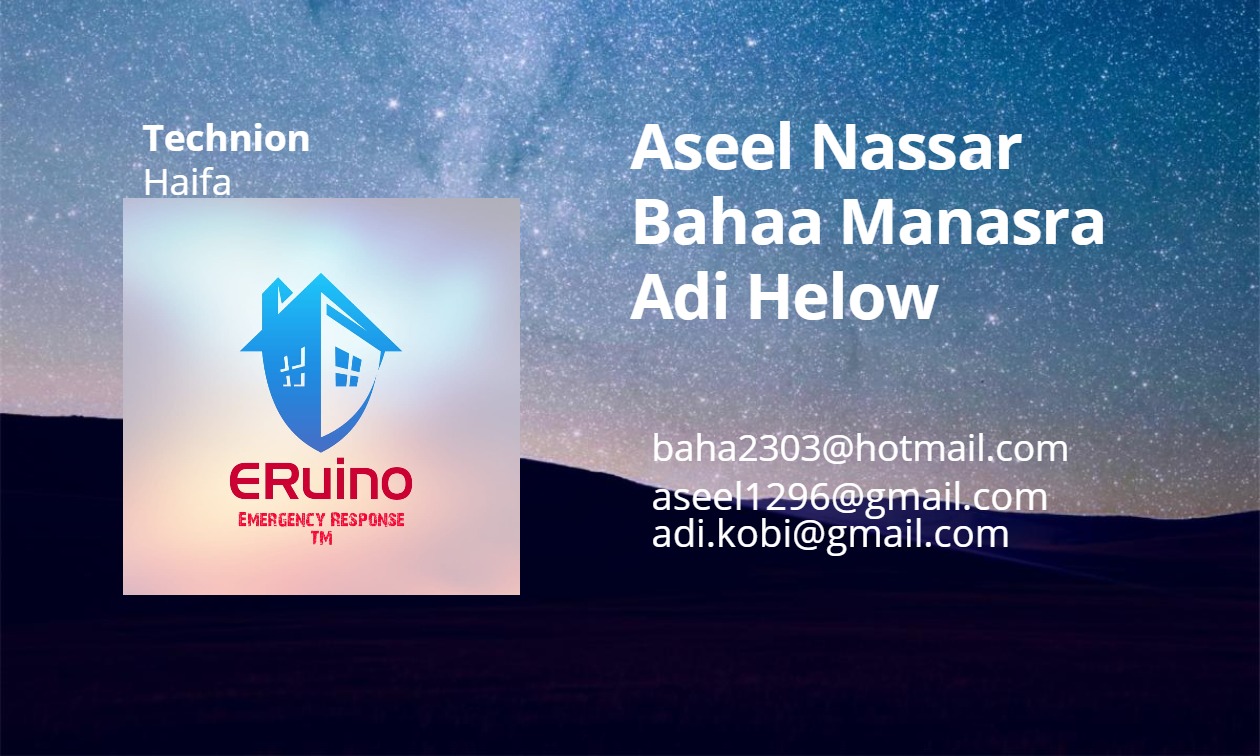 Technion
Haifa
ERuino
Emergency Response
TM
Aseel Nassar
Bahaa Manasra
Adi Helow
baha2303@hotmail.com
aseel1296@gmail.com
adi.kobi@gmail.com